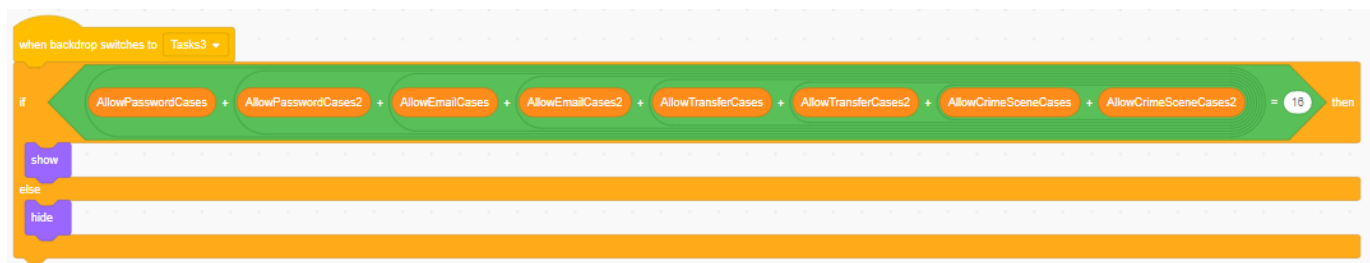 when backdrop switches to Tasks3
if AllowPasswordCases + AllowPasswordCases2 + AllowEmailCases + AllowEmailCases2 + AllowTransferCases + AllowTransferCases2 + AllowCrimeSceneCases + AllowCrimeSceneCases2 = 16 then
show
else
hide